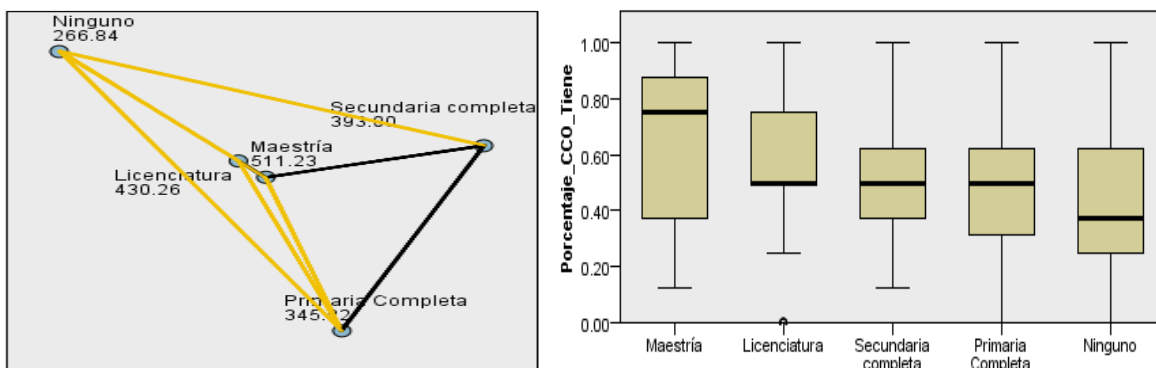 Ninguno
266.84
Secundaria completa
393.80
Maestría
511.23
Licenciatura
430.26
Primaria Completa
Porcentaje_CCO_Tiene
1.00
0.80
0.60
0.40
0.20
0.00
Maestría
Licenciatura
Secundaria
completa
Primaria
Completa
Ninguno